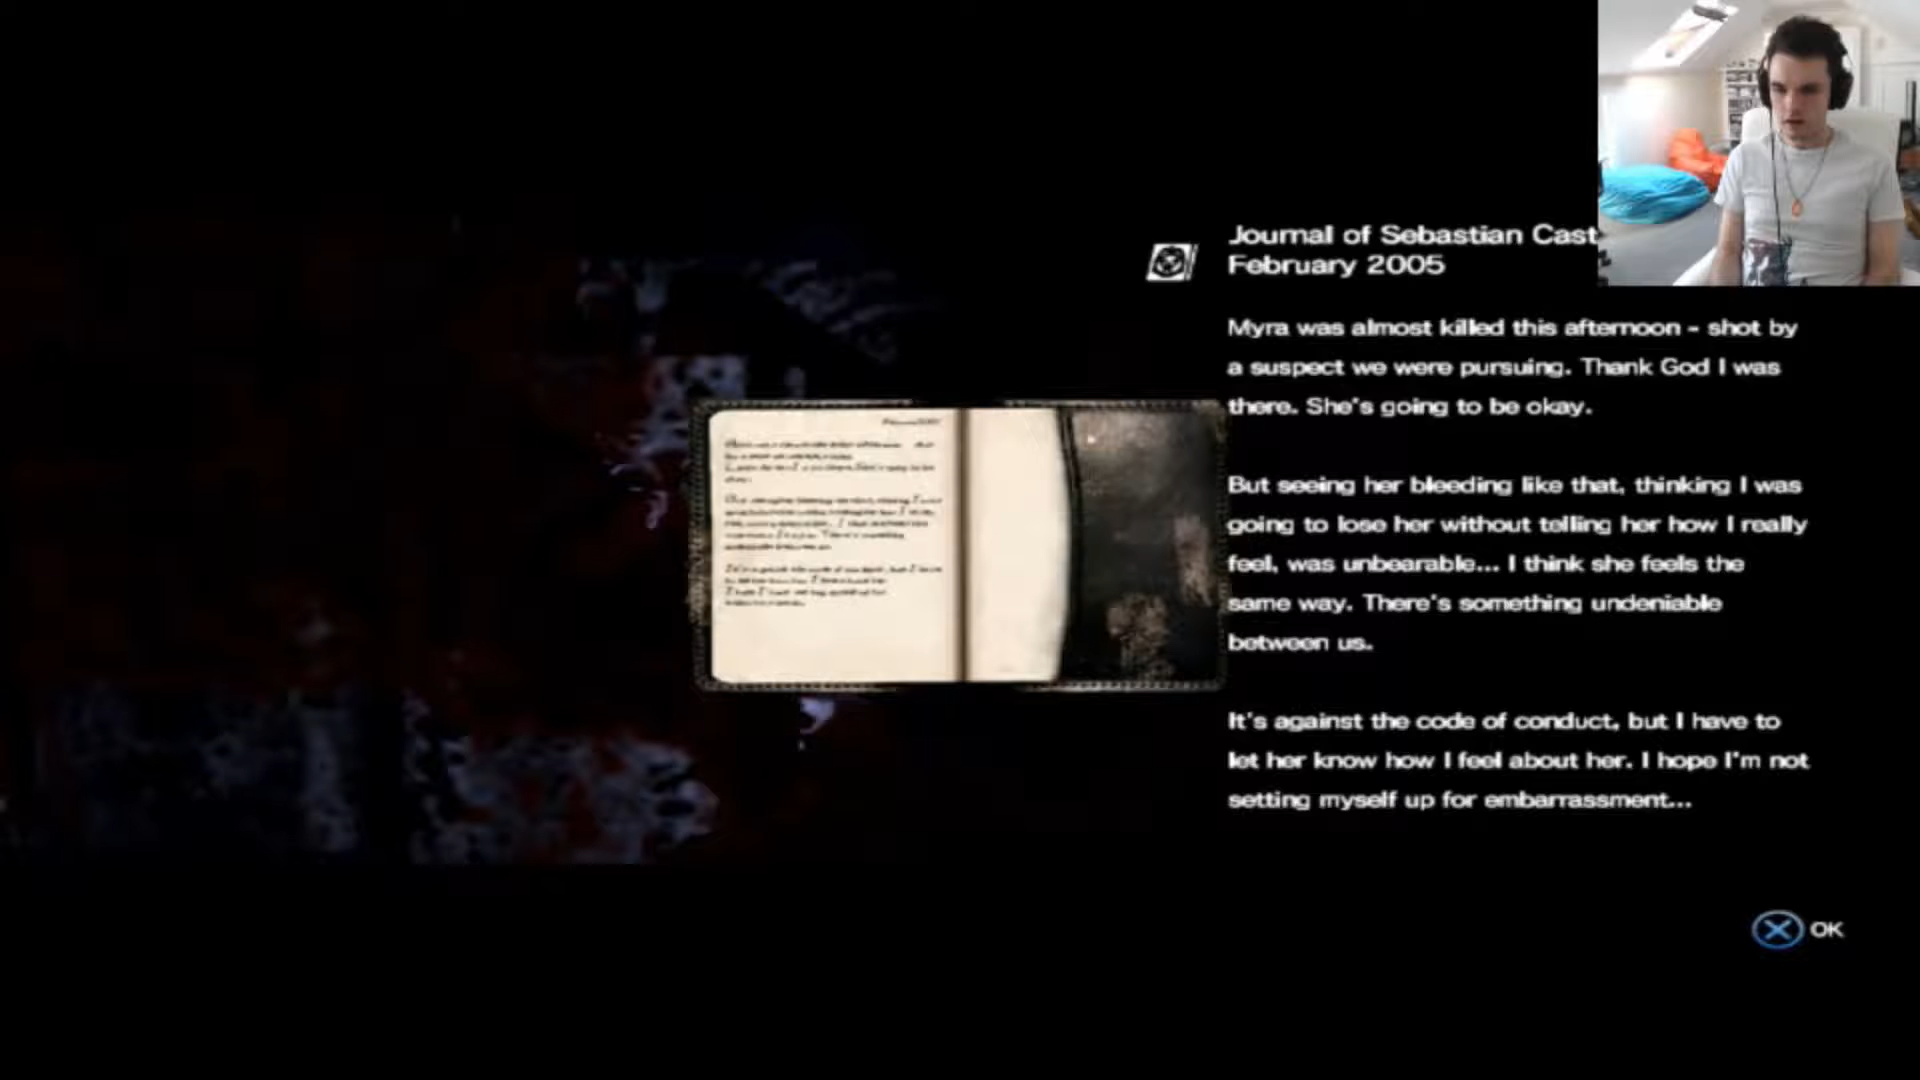 Journal of Sebastian Cast
February 2005
Myra was almost killed this afternoon - shot by
a suspect we were pursuing. Thank God I was
there. She's going to be okay.
But seeing her bleeding like that, thinking I was
going to lose her without telling her how I really
feel, was unbearable... I think she feels the
same way. There's something undeniable
between us.
It's against the code of conduct, but I have to
let her know how I feel about her. I hope I'm not
setting myself up for embarrassment...
OK